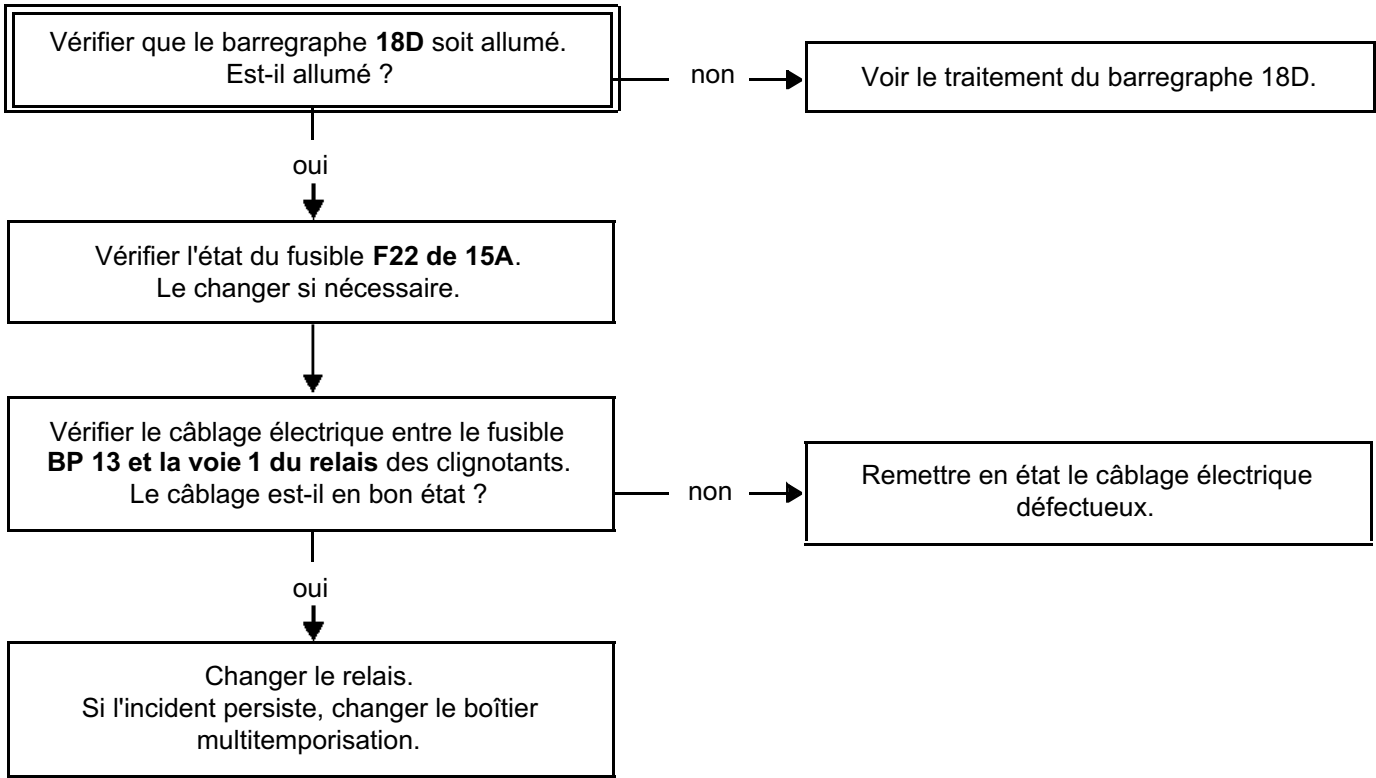 Vérifier que le barregraphe 18D soit allumé.
Est-il allumé ?
non
Voir le traitement du barregraphe 18D.
oui
Vérifier l'état du fusible F22 de 15A.
Le changer si nécessaire.
Vérifier le câblage électrique entre le fusible
BP 13 et la voie 1 du relais des clignotants.
Le câblage est-il en bon état ?
non
Remettre en état le câblage électrique
défectueux.
oui
Changer le relais.
Si l'incident persiste, changer le boîtier
multitemporisation.